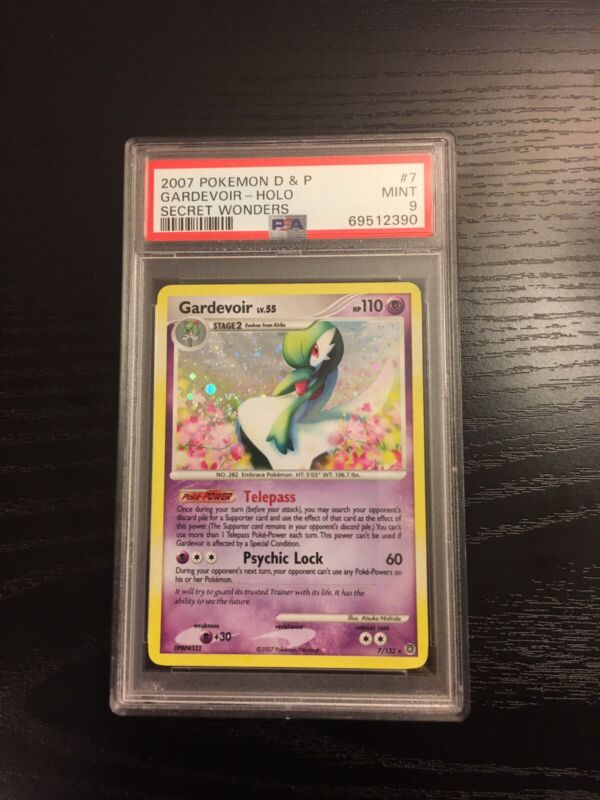 2007 POKEMON D & P #7
GARDEVOIR - HOLO MINT
SECRET WONDERS 9
PSA 69512390
Gardevoir LV.55 HP 110
STAGE 2 Evolves from Kirlia
NO. 282 Embrace Pokémon HT: 5'03" WT: 106.7 lbs.
Poké-POWER Telepass
Once during your turn (before your attack), you may search your opponent's
discard pile for a Supporter card and use the effect of that card as the effect of
this power. (The Supporter card remains in your opponent's discard pile.) You can't
use more than 1 Telepass Poké-Power each turn. This power can't be used if
Gardevoir is affected by a Special Condition.
Psychic Lock 60
During your opponent's next turn, your opponent can't use any Poké-Powers on
his or her Pokémon.
It will try to guard its trusted Trainer with its life. It has the
ability to see the future.
Illus. Atsuko Nishida
weakness resistance retreat cost
+30
DPBP#322 ©2007 Pokémon/Nintendo 7/132 ★